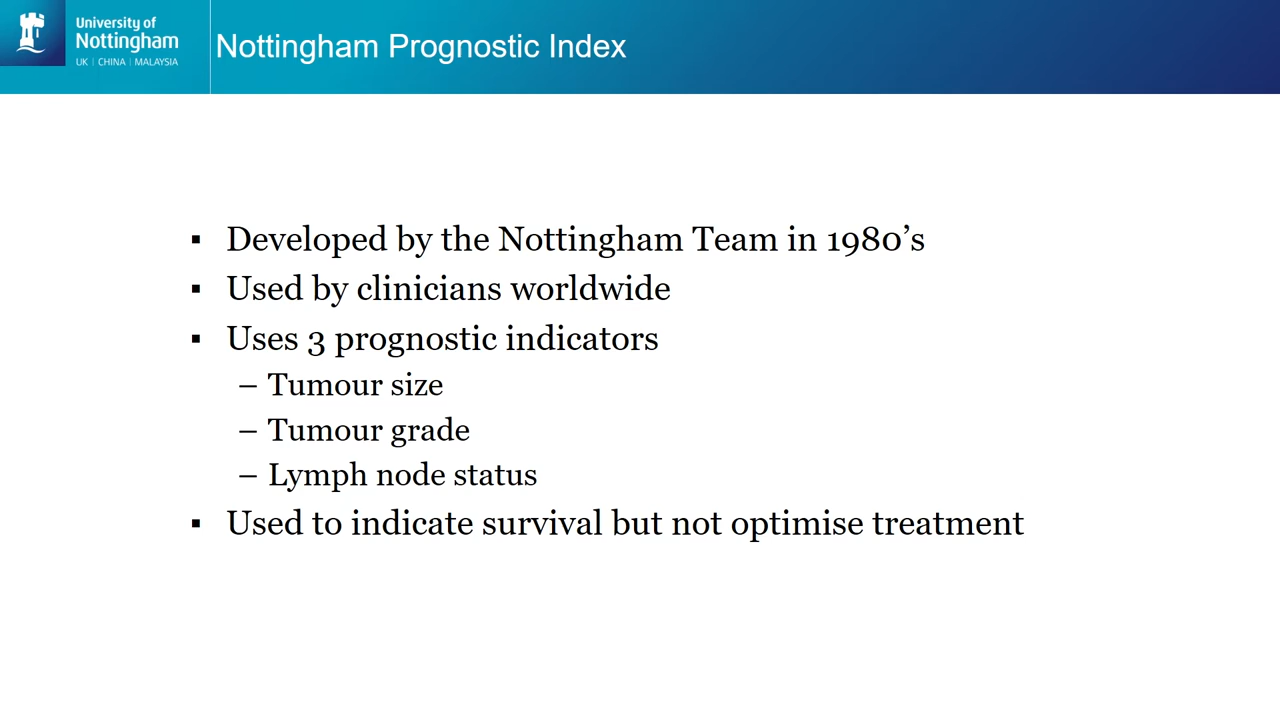 University of
Nottingham
UK | CHINA | MALAYSIA
Nottingham Prognostic Index
▪ Developed by the Nottingham Team in 1980’s
▪ Used by clinicians worldwide
▪ Uses 3 prognostic indicators
– Tumour size
– Tumour grade
– Lymph node status
▪ Used to indicate survival but not optimise treatment